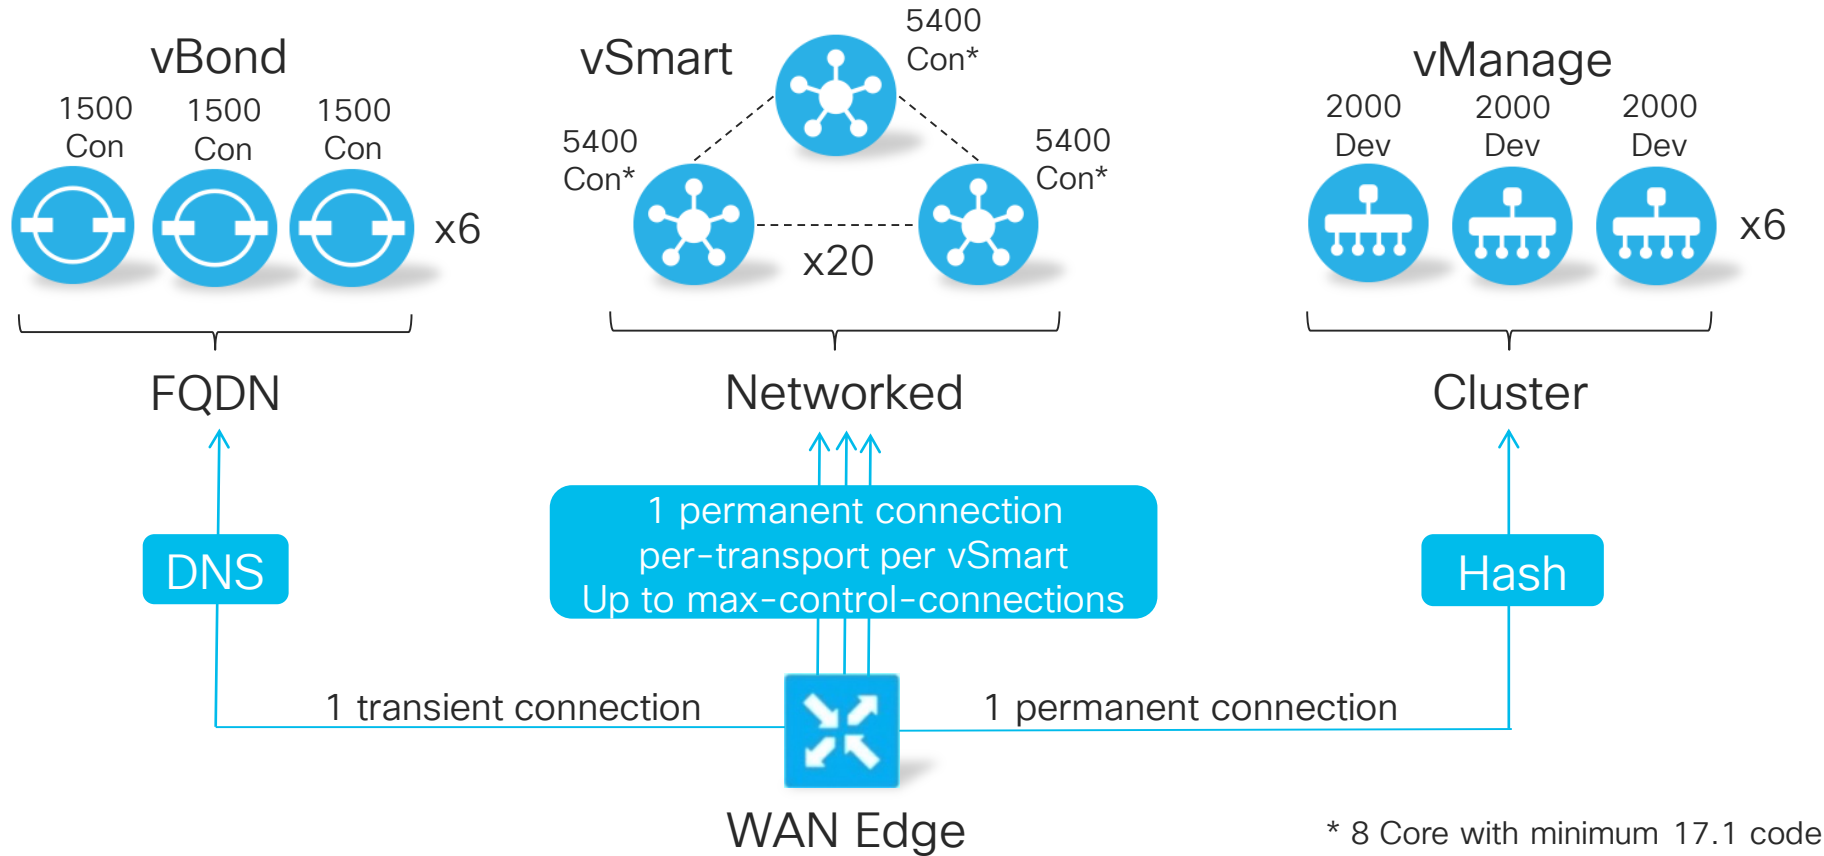 vBond
1500
Con
1500
Con
1500
Con
x6
FQDN
vSmart
5400
Con*
5400
Con*
5400
Con*
x20
Networked
vManage
2000
Dev
2000
Dev
2000
Dev
x6
Cluster
DNS
1 permanent connection
per-transport per vSmart
Up to max-control-connections
Hash
1 transient connection
1 permanent connection
WAN Edge
* 8 Core with minimum 17.1 code